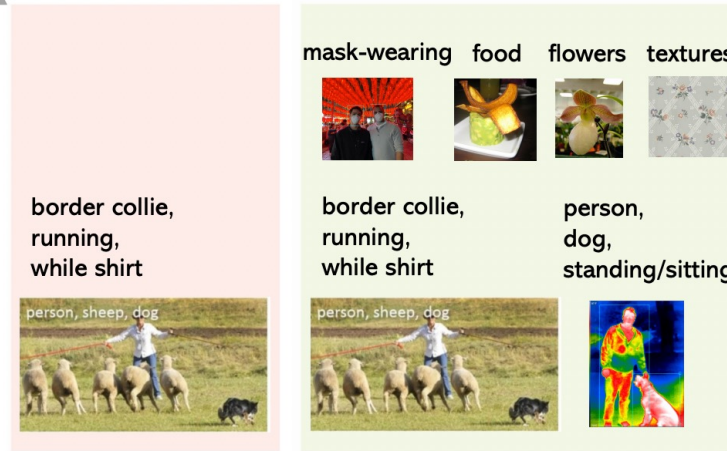 mask-wearing food flowers textures
border collie,
running,
while shirt
border collie,
running,
while shirt
person,
dog,
standing/sitting
person, sheep, dog
person, sheep, dog